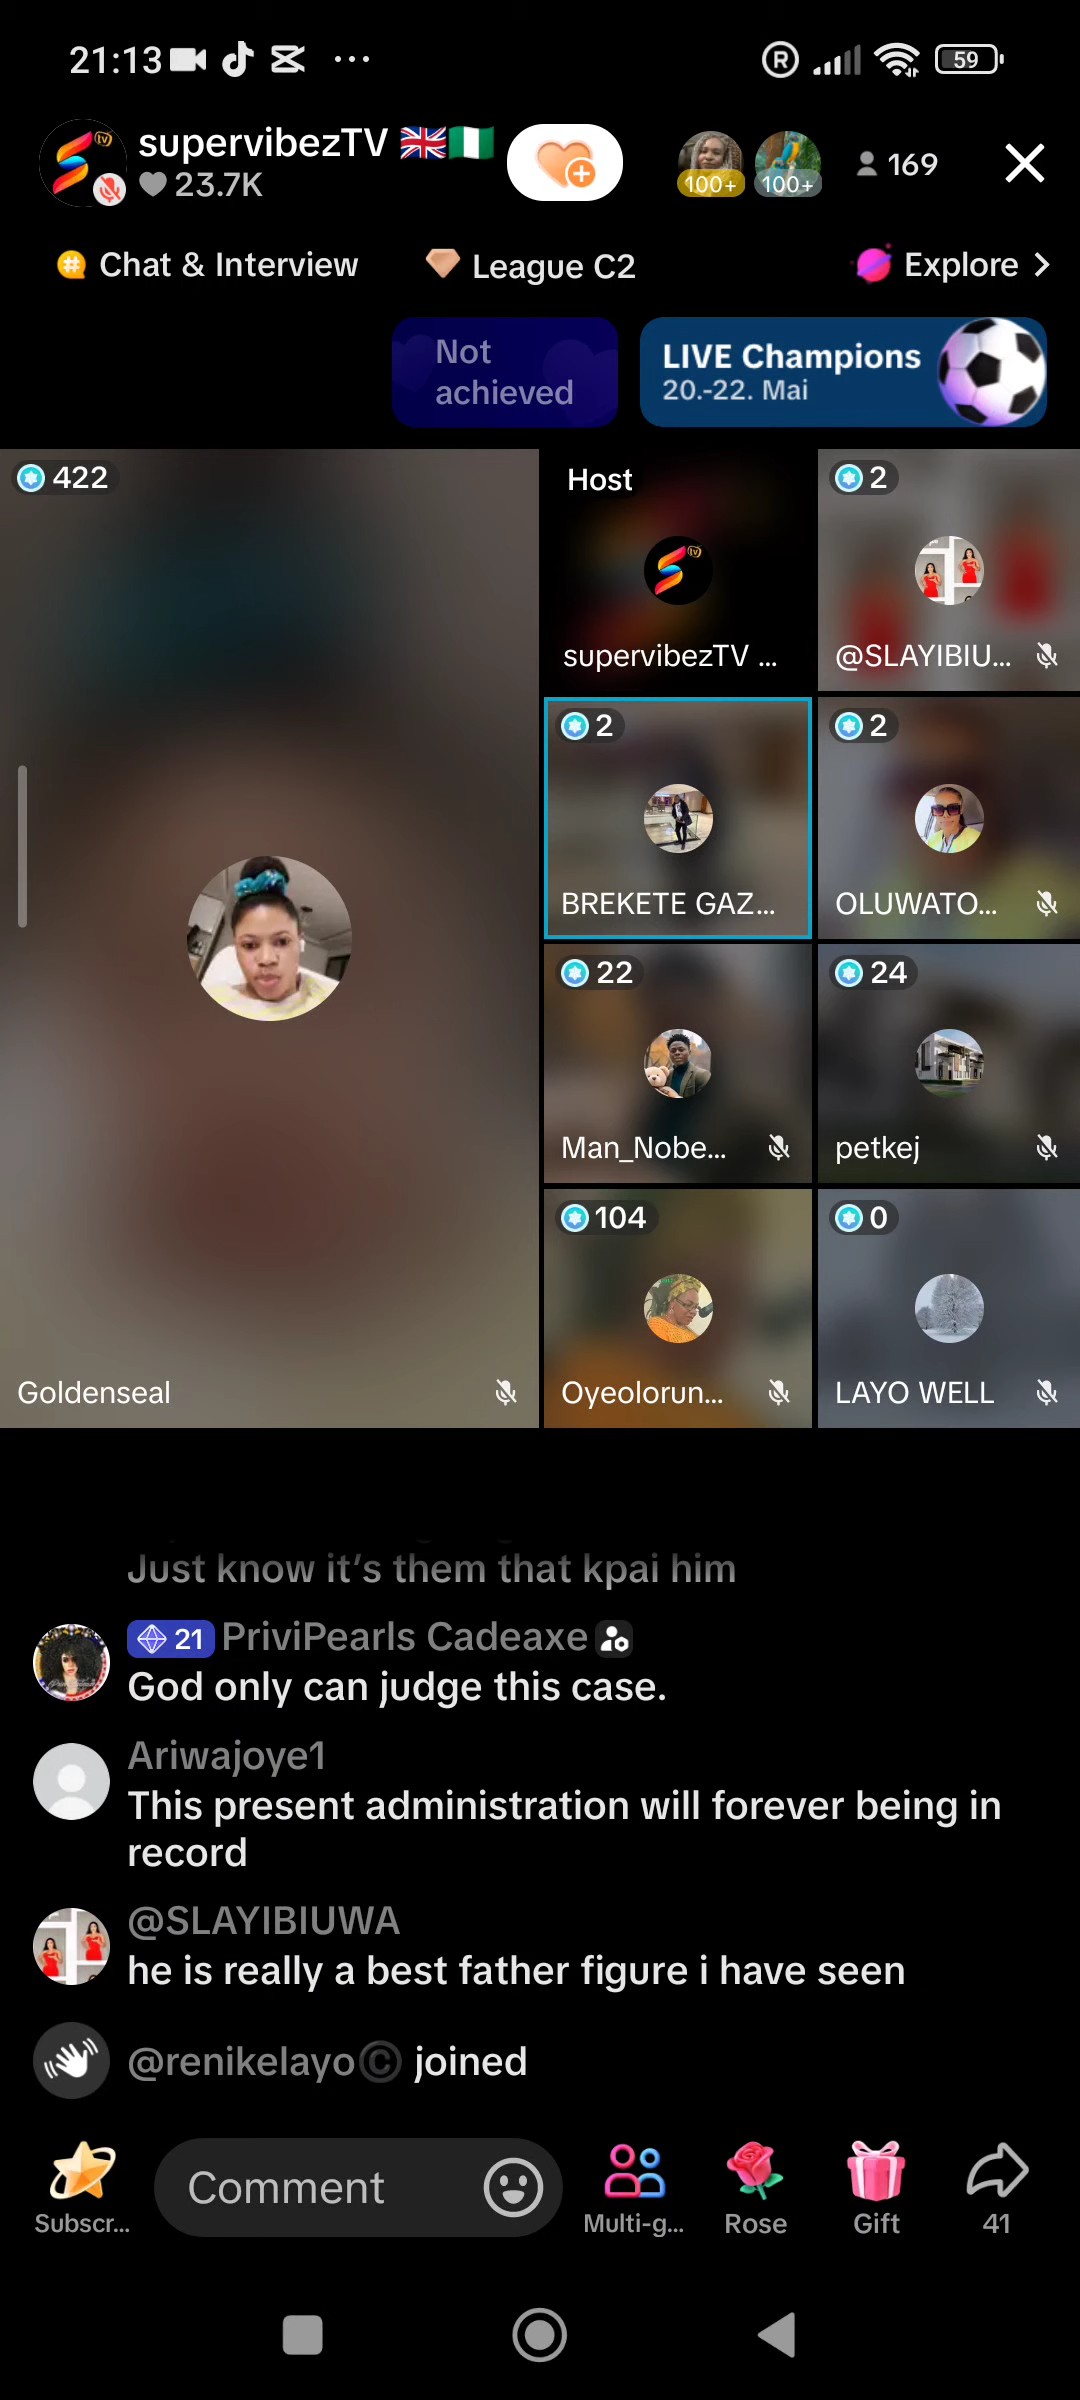 21:13
59
supervibezTV 🇬🇧🇳🇬
23.7K
100+
100+
169
Chat & Interview
League C2
Explore
Not
achieved
LIVE Champions
20.-22. Mai
422
Goldenseal
Host
supervibezTV ...
2
@SLAYIBIU...
2
BREKETE GAZ...
2
OLUWATO...
22
Man_Nobe...
24
petkej
104
Oyeolorun...
0
LAYO WELL
Just know it's them that kpai him
21 PriviPearls Cadeaxe
God only can judge this case.
Ariwajoye1
This present administration will forever being in
record
@SLAYIBIUWA
he is really a best father figure i have seen
@renikelayo© joined
Subscr...
Comment
Multi-g...
Rose
Gift
41